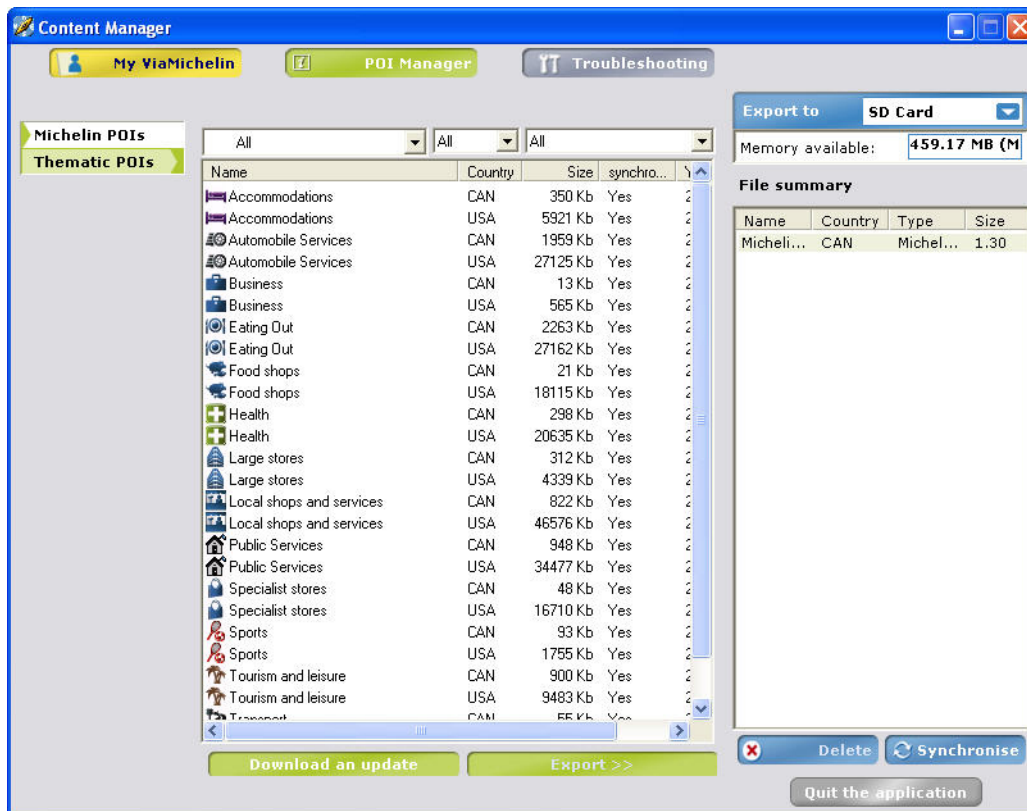 Content Manager
My ViaMichelin POI Manager Troubleshooting
Michelin POIs
Thematic POIs
All All All
Name Country Size synchro...
Accommodations CAN 350 Kb Yes
Accommodations USA 5921 Kb Yes
Automobile Services CAN 1959 Kb Yes
Automobile Services USA 27125 Kb Yes
Business CAN 13 Kb Yes
Business USA 565 Kb Yes
Eating Out CAN 2263 Kb Yes
Eating Out USA 27162 Kb Yes
Food shops CAN 21 Kb Yes
Food shops USA 18115 Kb Yes
Health CAN 298 Kb Yes
Health USA 20635 Kb Yes
Large stores CAN 312 Kb Yes
Large stores USA 4339 Kb Yes
Local shops and services CAN 822 Kb Yes
Local shops and services USA 46576 Kb Yes
Public Services CAN 948 Kb Yes
Public Services USA 34477 Kb Yes
Specialist stores CAN 48 Kb Yes
Specialist stores USA 16710 Kb Yes
Sports CAN 93 Kb Yes
Sports USA 1755 Kb Yes
Tourism and leisure CAN 900 Kb Yes
Tourism and leisure USA 9483 Kb Yes
Transport CAN 55 Kb Yes
Download an update Export >>
Export to SD Card
Memory available: 459.17 MB (M
File summary
Name Country Type Size
Micheli... CAN Michel... 1.30
Delete Synchronise
Quit the application